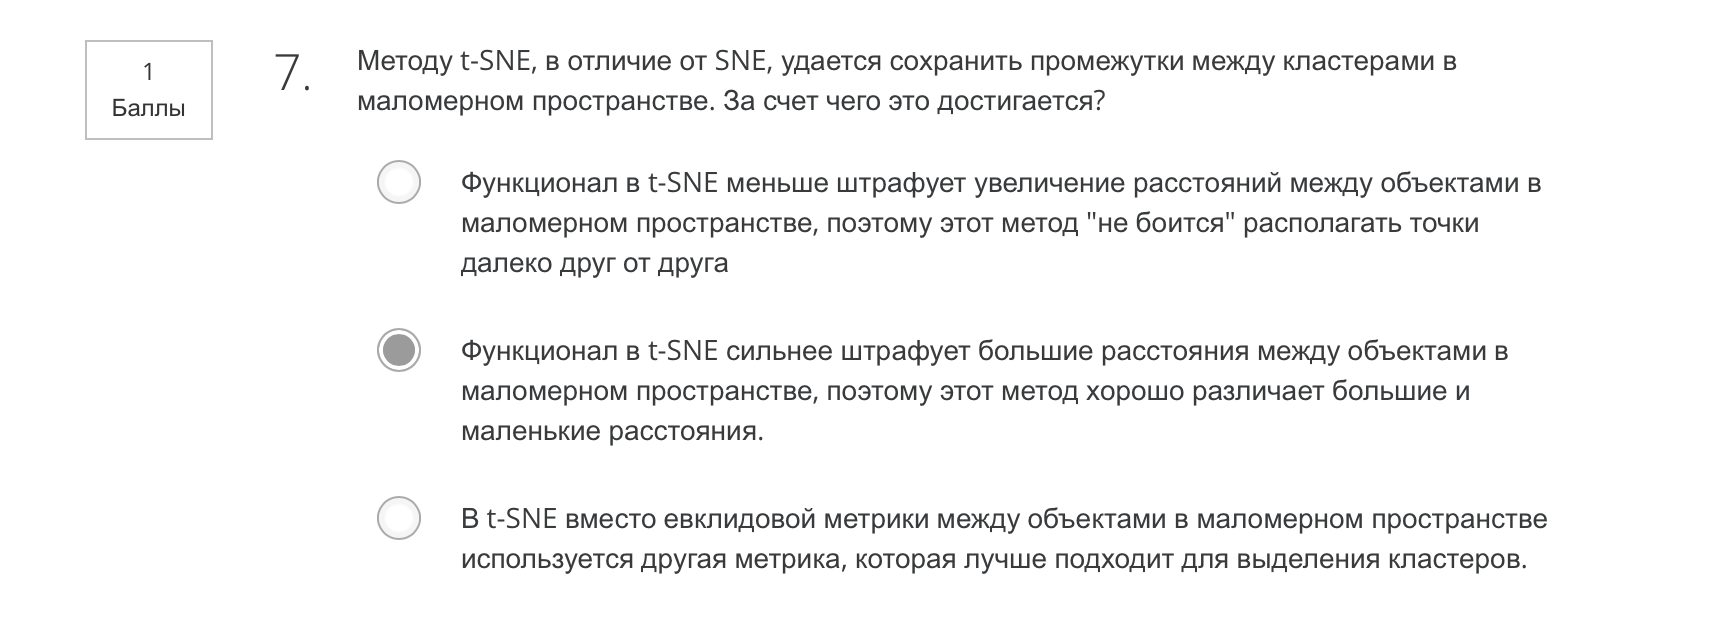 1
Баллы
7.
Методу t-SNE, в отличие от SNE, удается сохранить промежутки между кластерами в
маломерном пространстве. За счет чего это достигается?
Функционал в t-SNE меньше штрафует увеличение расстояний между объектами в
маломерном пространстве, поэтому этот метод "не боится" располагать точки
далеко друг от друга
Функционал в t-SNE сильнее штрафует большие расстояния между объектами в
маломерном пространстве, поэтому этот метод хорошо различает большие и
маленькие расстояния.
В t-SNE вместо евклидовой метрики между объектами в маломерном пространстве
используется другая метрика, которая лучше подходит для выделения кластеров.